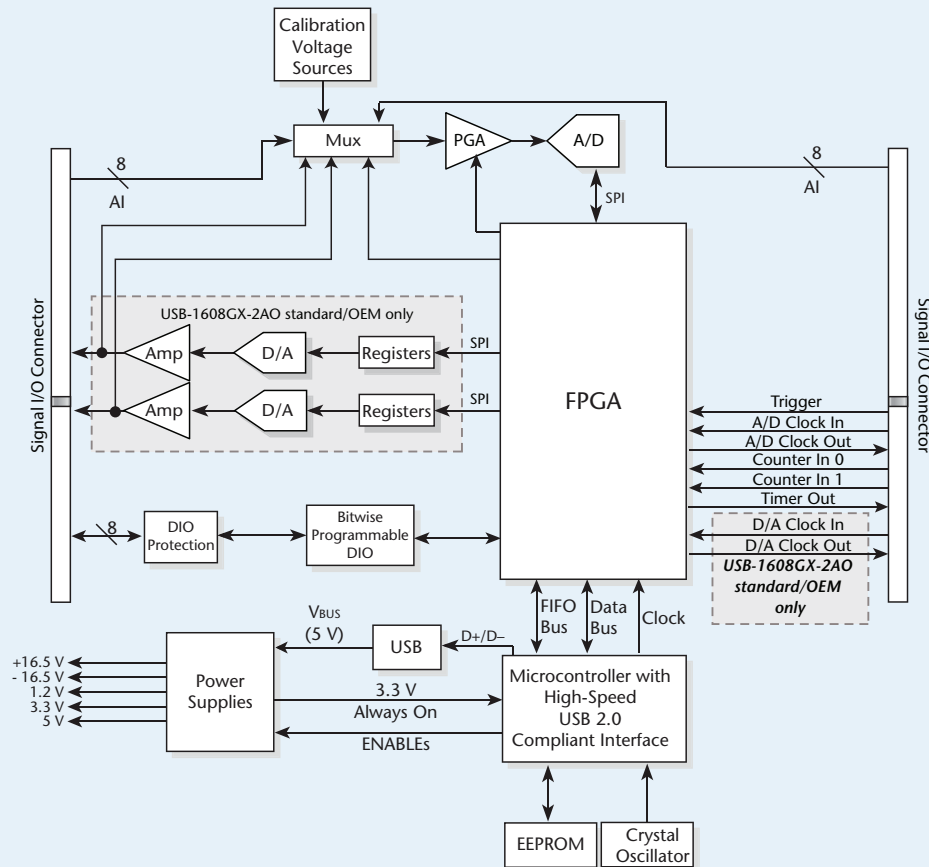 Calibration
Voltage
Sources
Mux
PGA
A/D
8
AI
8
AI
SPI
Signal I/O Connector
Signal I/O Connector
USB-1608GX-2AO standard/OEM only
Amp
D/A
Registers
SPI
Amp
D/A
Registers
SPI
FPGA
Trigger
A/D Clock In
A/D Clock Out
Counter In 0
Counter In 1
Timer Out
D/A Clock In
D/A Clock Out
USB-1608GX-2AO
standard/OEM
only
8
DIO
Protection
Bitwise
Programmable
DIO
FIFO
Bus
Data
Bus
Clock
VBUS
(5 V)
USB
D+/D–
+16.5 V
- 16.5 V
1.2 V
3.3 V
5 V
Power
Supplies
3.3 V
Always On
ENABLEs
Microcontroller with
High-Speed
USB 2.0
Compliant Interface
EEPROM
Crystal
Oscillator